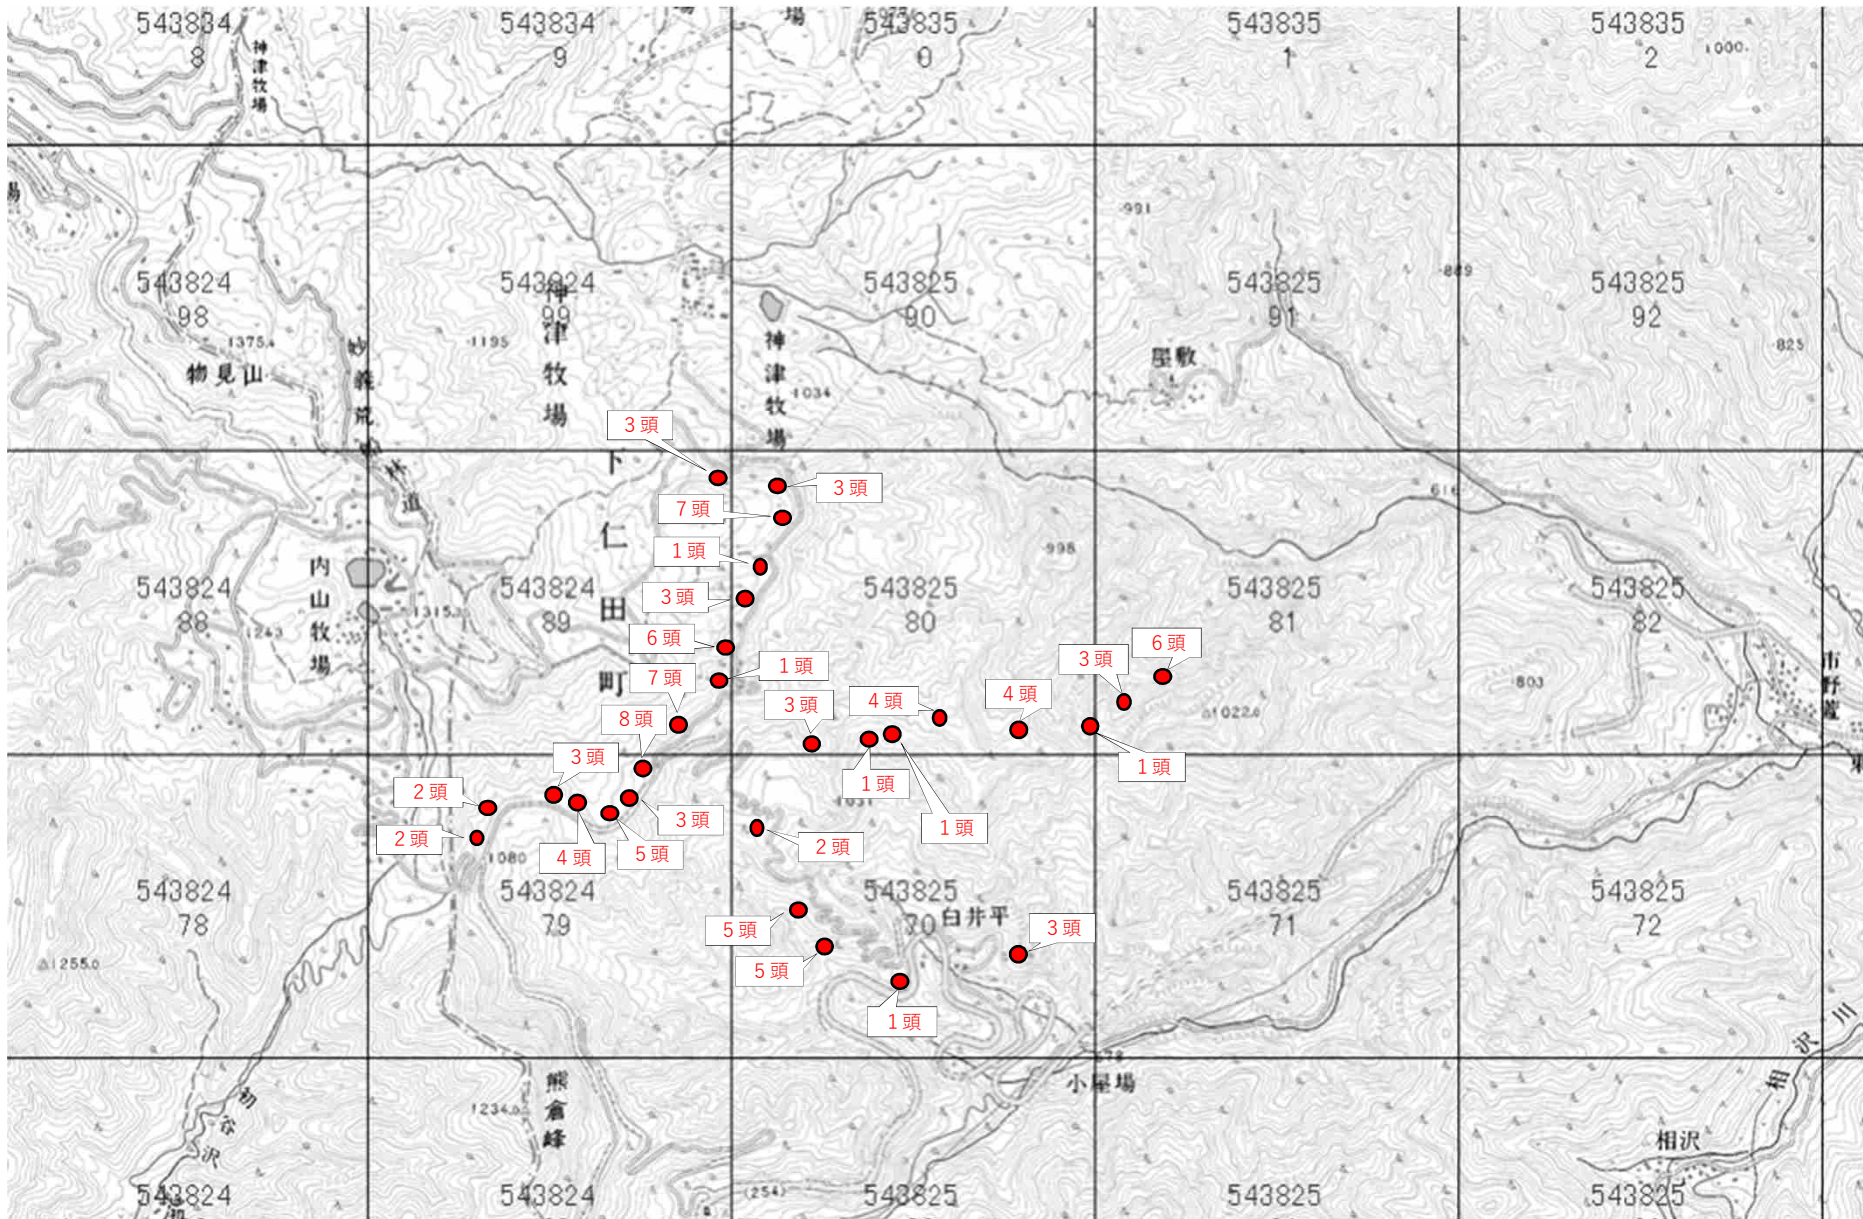 543834
8
神津牧場
543834
9
場
543835
0
543835
1
543835
2
1000
場
991
889
543824
98
543824
99
543825
90
543825
91
543825
92
1375
物見山
妙義荒
1195
神津牧場
神津牧場
1034
屋敷
825
3頭
林道
下仁田町
3頭
7頭
616
1頭
998
内山牧場
543824
88
1243
1315
543824
89
3頭
543825
80
543825
81
543825
82
6頭
1頭
7頭
3頭
6頭
803
市野萱
8頭
3頭
4頭
4頭
△1022
3頭
1頭
1頭
2頭
1031
1頭
2頭
3頭
2頭
4頭
5頭
1080
543824
78
543824
79
543825
70
543825
71
543825
72
白井平
5頭
3頭
△1255.0
5頭
1頭
小屋場
相沢川
初谷沢
1234
熊倉峰
相沢
543824
543824
(254)
543825
543825
543825